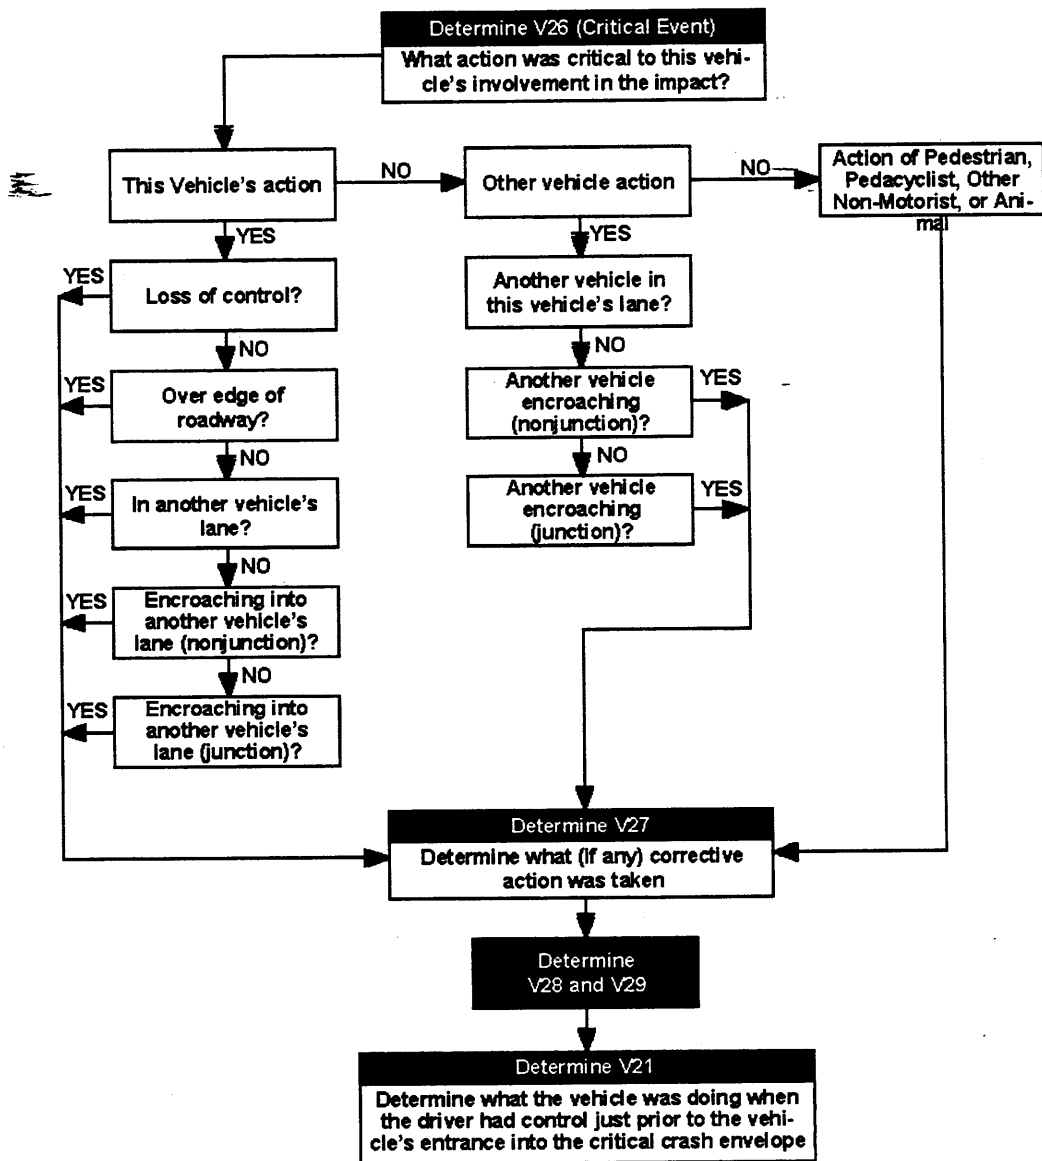 Determine V26 (Critical Event)
What action was critical to this vehi-
cle's involvement in the impact?
This Vehicle's action
NO
Other vehicle action
NO
Action of Pedestrian,
Pedacyclist, Other
Non-Motorist, or Ani-
mal
YES
YES
YES
Loss of control?
Another vehicle in
this vehicle's lane?
NO
NO
YES
Over edge of
roadway?
Another vehicle
encroaching
(nonjunction)?
YES
NO
NO
YES
In another vehicle's
lane?
Another vehicle
encroaching
(junction)?
YES
NO
YES
Encroaching into
another vehicle's
lane (nonjunction)?
NO
YES
Encroaching into
another vehicle's
lane (junction)?
Determine V27
Determine what (if any) corrective
action was taken
Determine
V28 and V29
Determine V21
Determine what the vehicle was doing when
the driver had control just prior to the vehi-
cle's entrance into the critical crash envelope